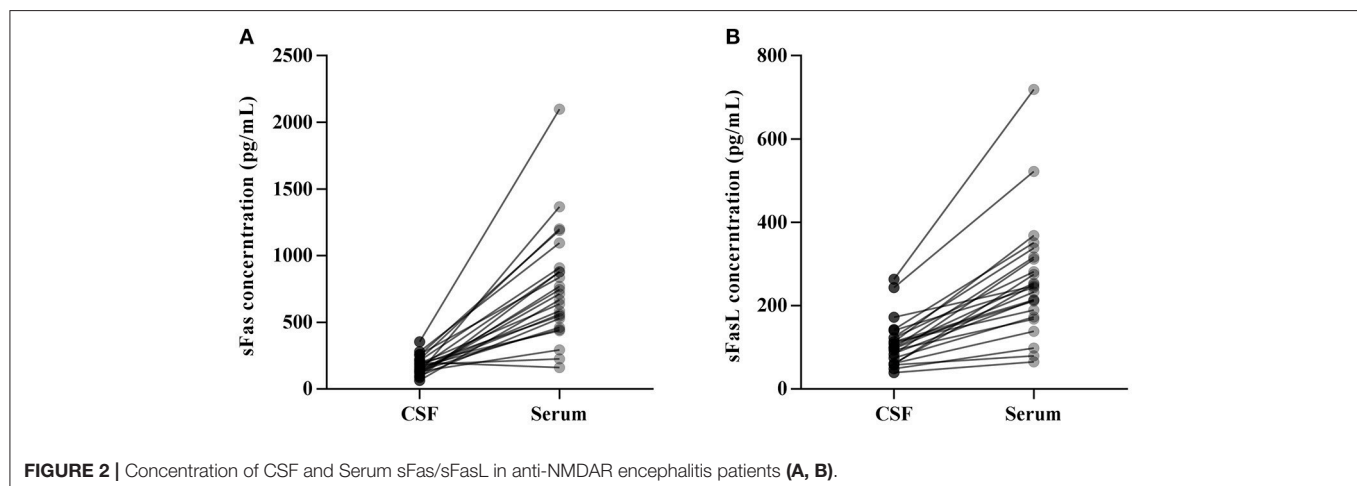 A
2500
2000
1500
1000
500
0
sFas concerntration (pg/mL)
CSF Serum
B
800
600
400
200
0
sFasL concerntration (pg/mL)
CSF Serum
FIGURE 2 | Concentration of CSF and Serum sFas/sFasL in anti-NMDAR encephalitis patients (A, B).